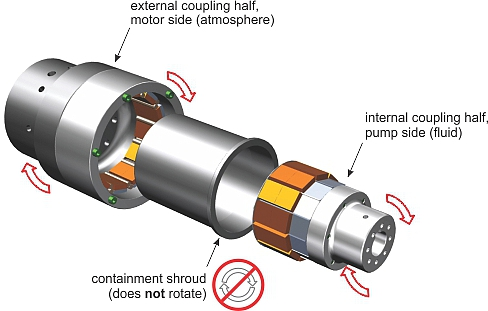 external coupling half,
motor side (atmosphere)
internal coupling half,
pump side (fluid)
containment shroud
(does not rotate)